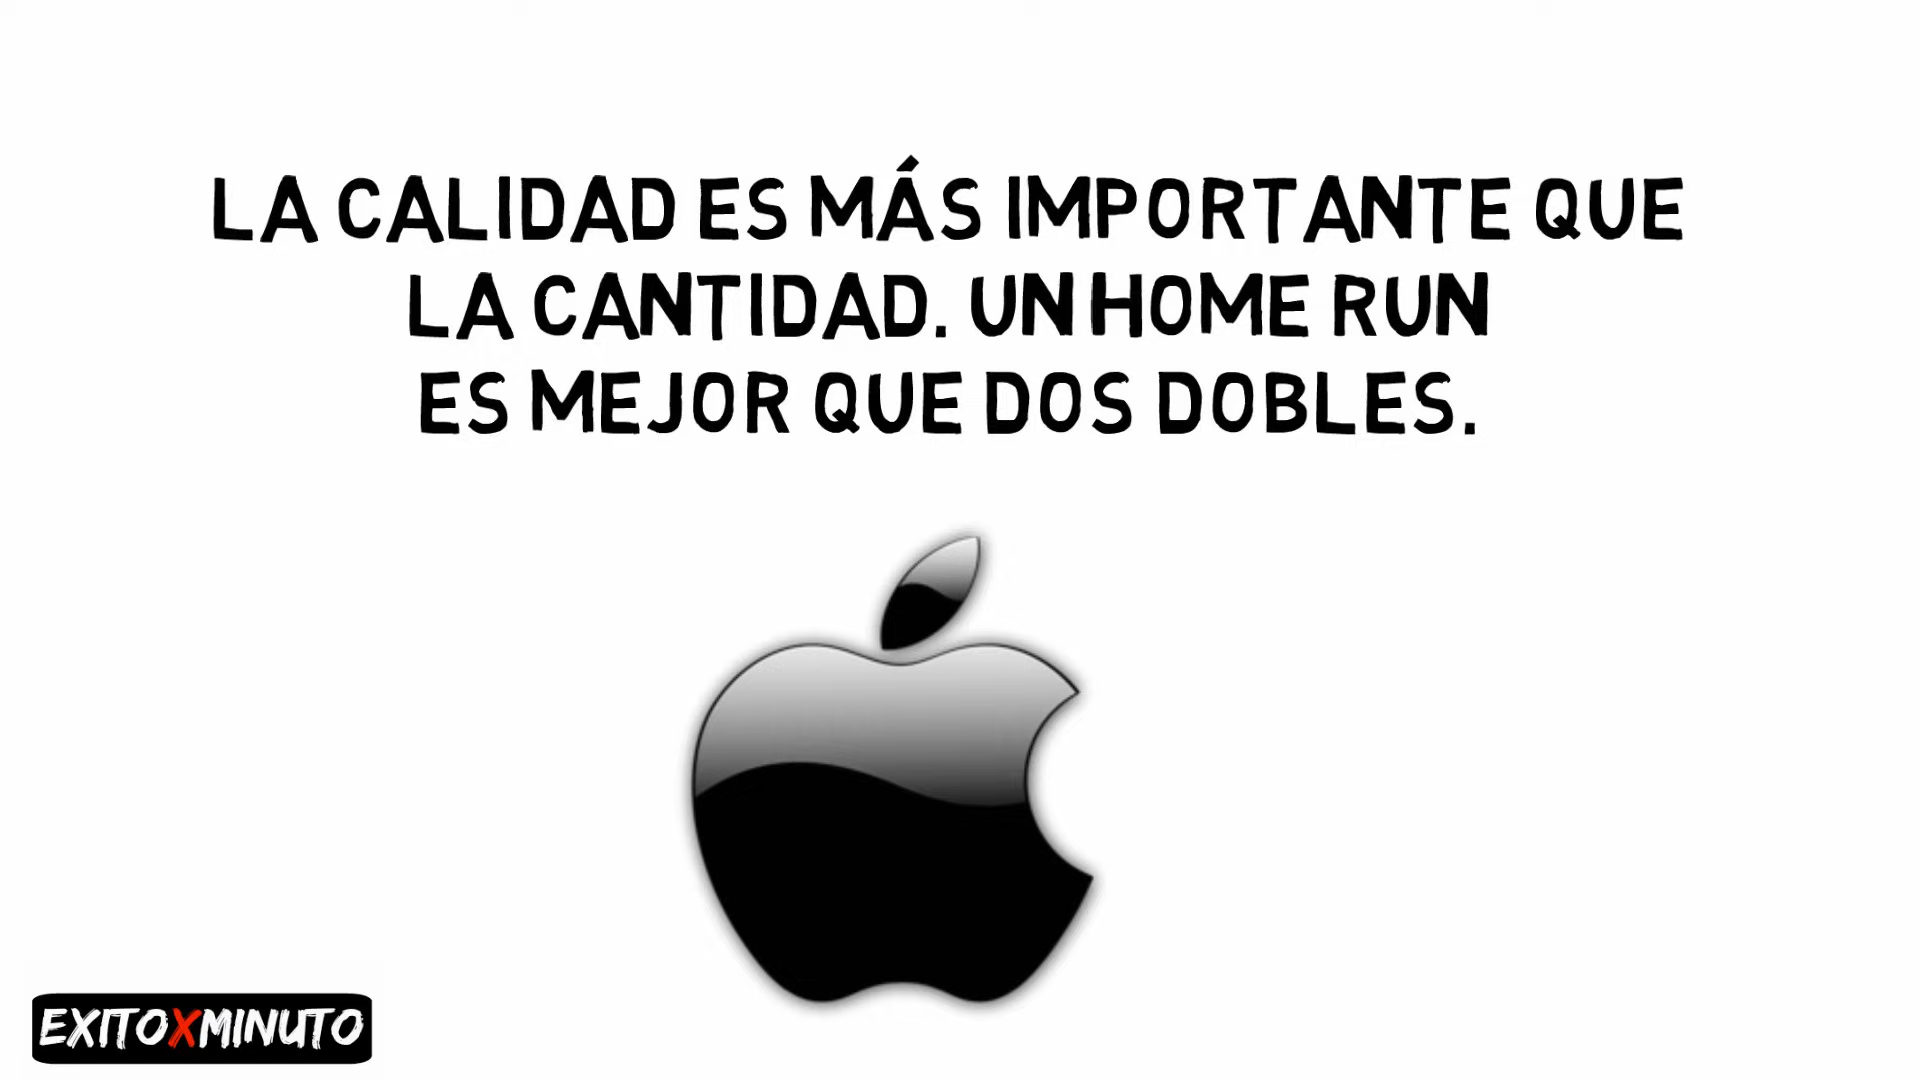 LA CALIDAD ES MÁS IMPORTANTE QUE
LA CANTIDAD. UN HOME RUN
ES MEJOR QUE DOS DOBLES.
EXITOXMINUTO